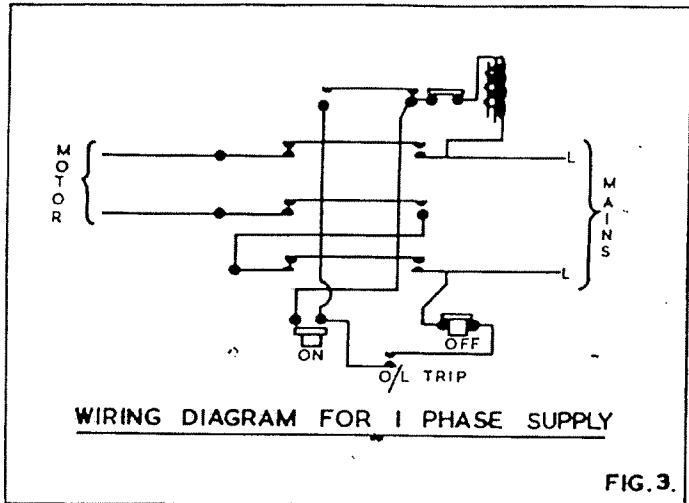 MOTOR
L
MAINS
L
ON
OFF
O/L TRIP
WIRING DIAGRAM FOR 1 PHASE SUPPLY
FIG. 3.